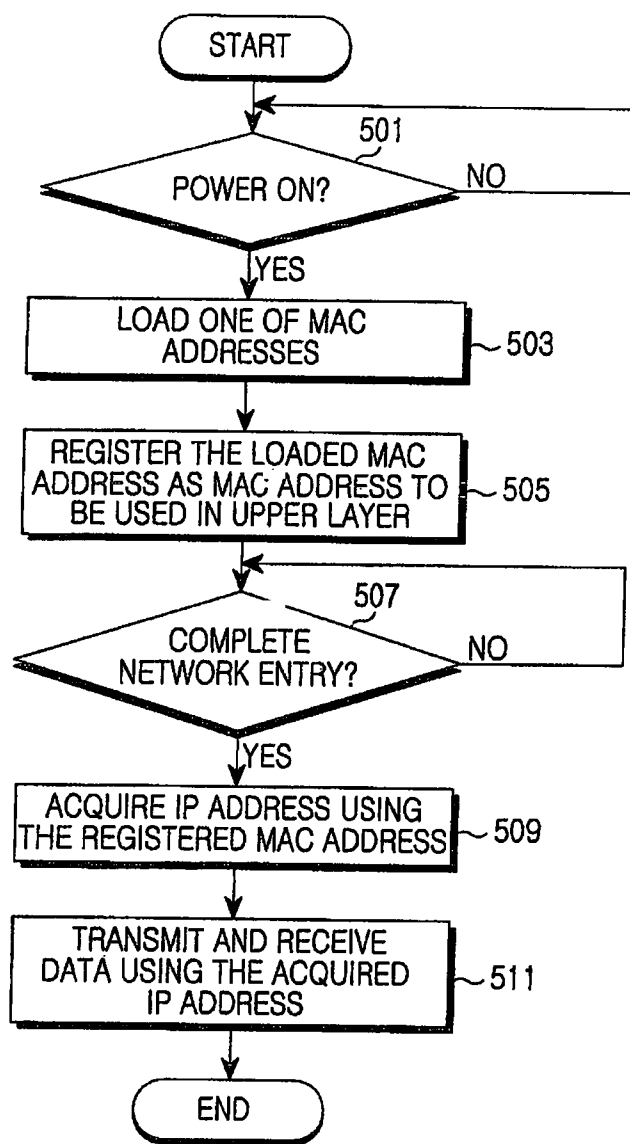 START
501
POWER ON?
NO
YES
LOAD ONE OF MAC
ADDRESSES
503
REGISTER THE LOADED MAC
ADDRESS AS MAC ADDRESS TO
BE USED IN UPPER LAYER
505
507
COMPLETE
NETWORK ENTRY?
NO
YES
ACQUIRE IP ADDRESS USING
THE REGISTERED MAC ADDRESS
509
TRANSMIT AND RECEIVE
DATA USING THE ACQUIRED
IP ADDRESS
511
END